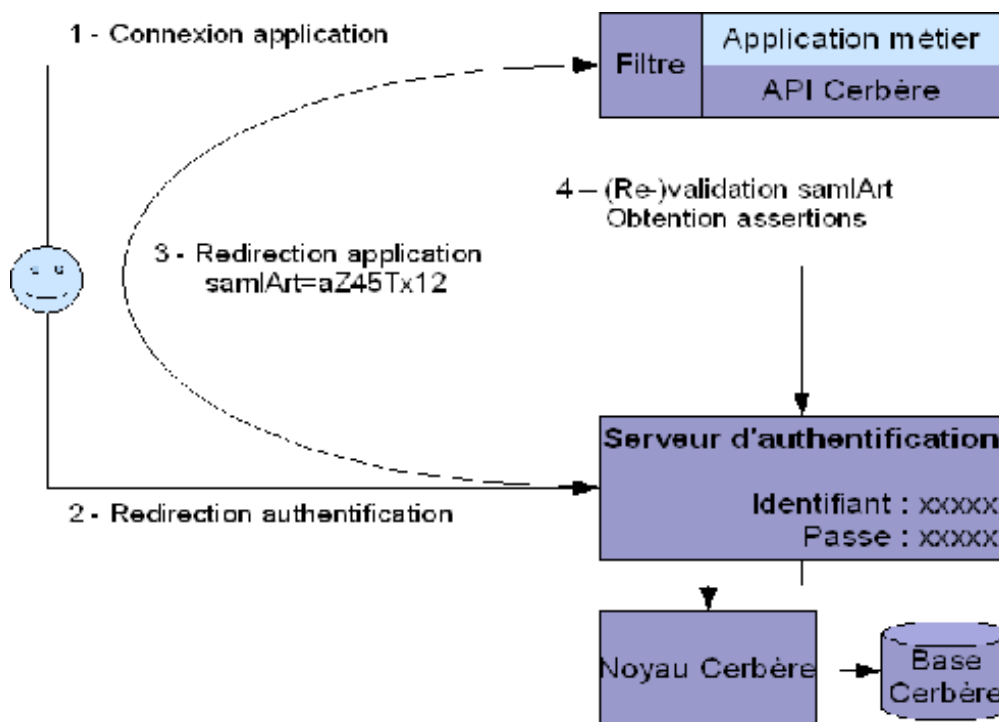 1 - Connexion application
Filtre
Application métier
API Cerbère
4 – (Re-)validation samlArt
Obtention assertions
3 - Redirection application
samlArt=aZ45Tx12
Serveur d'authentification
Identifiant : xxxxx
Passe : xxxxx
2 - Redirection authentification
Noyau Cerbère
Base
Cerbère